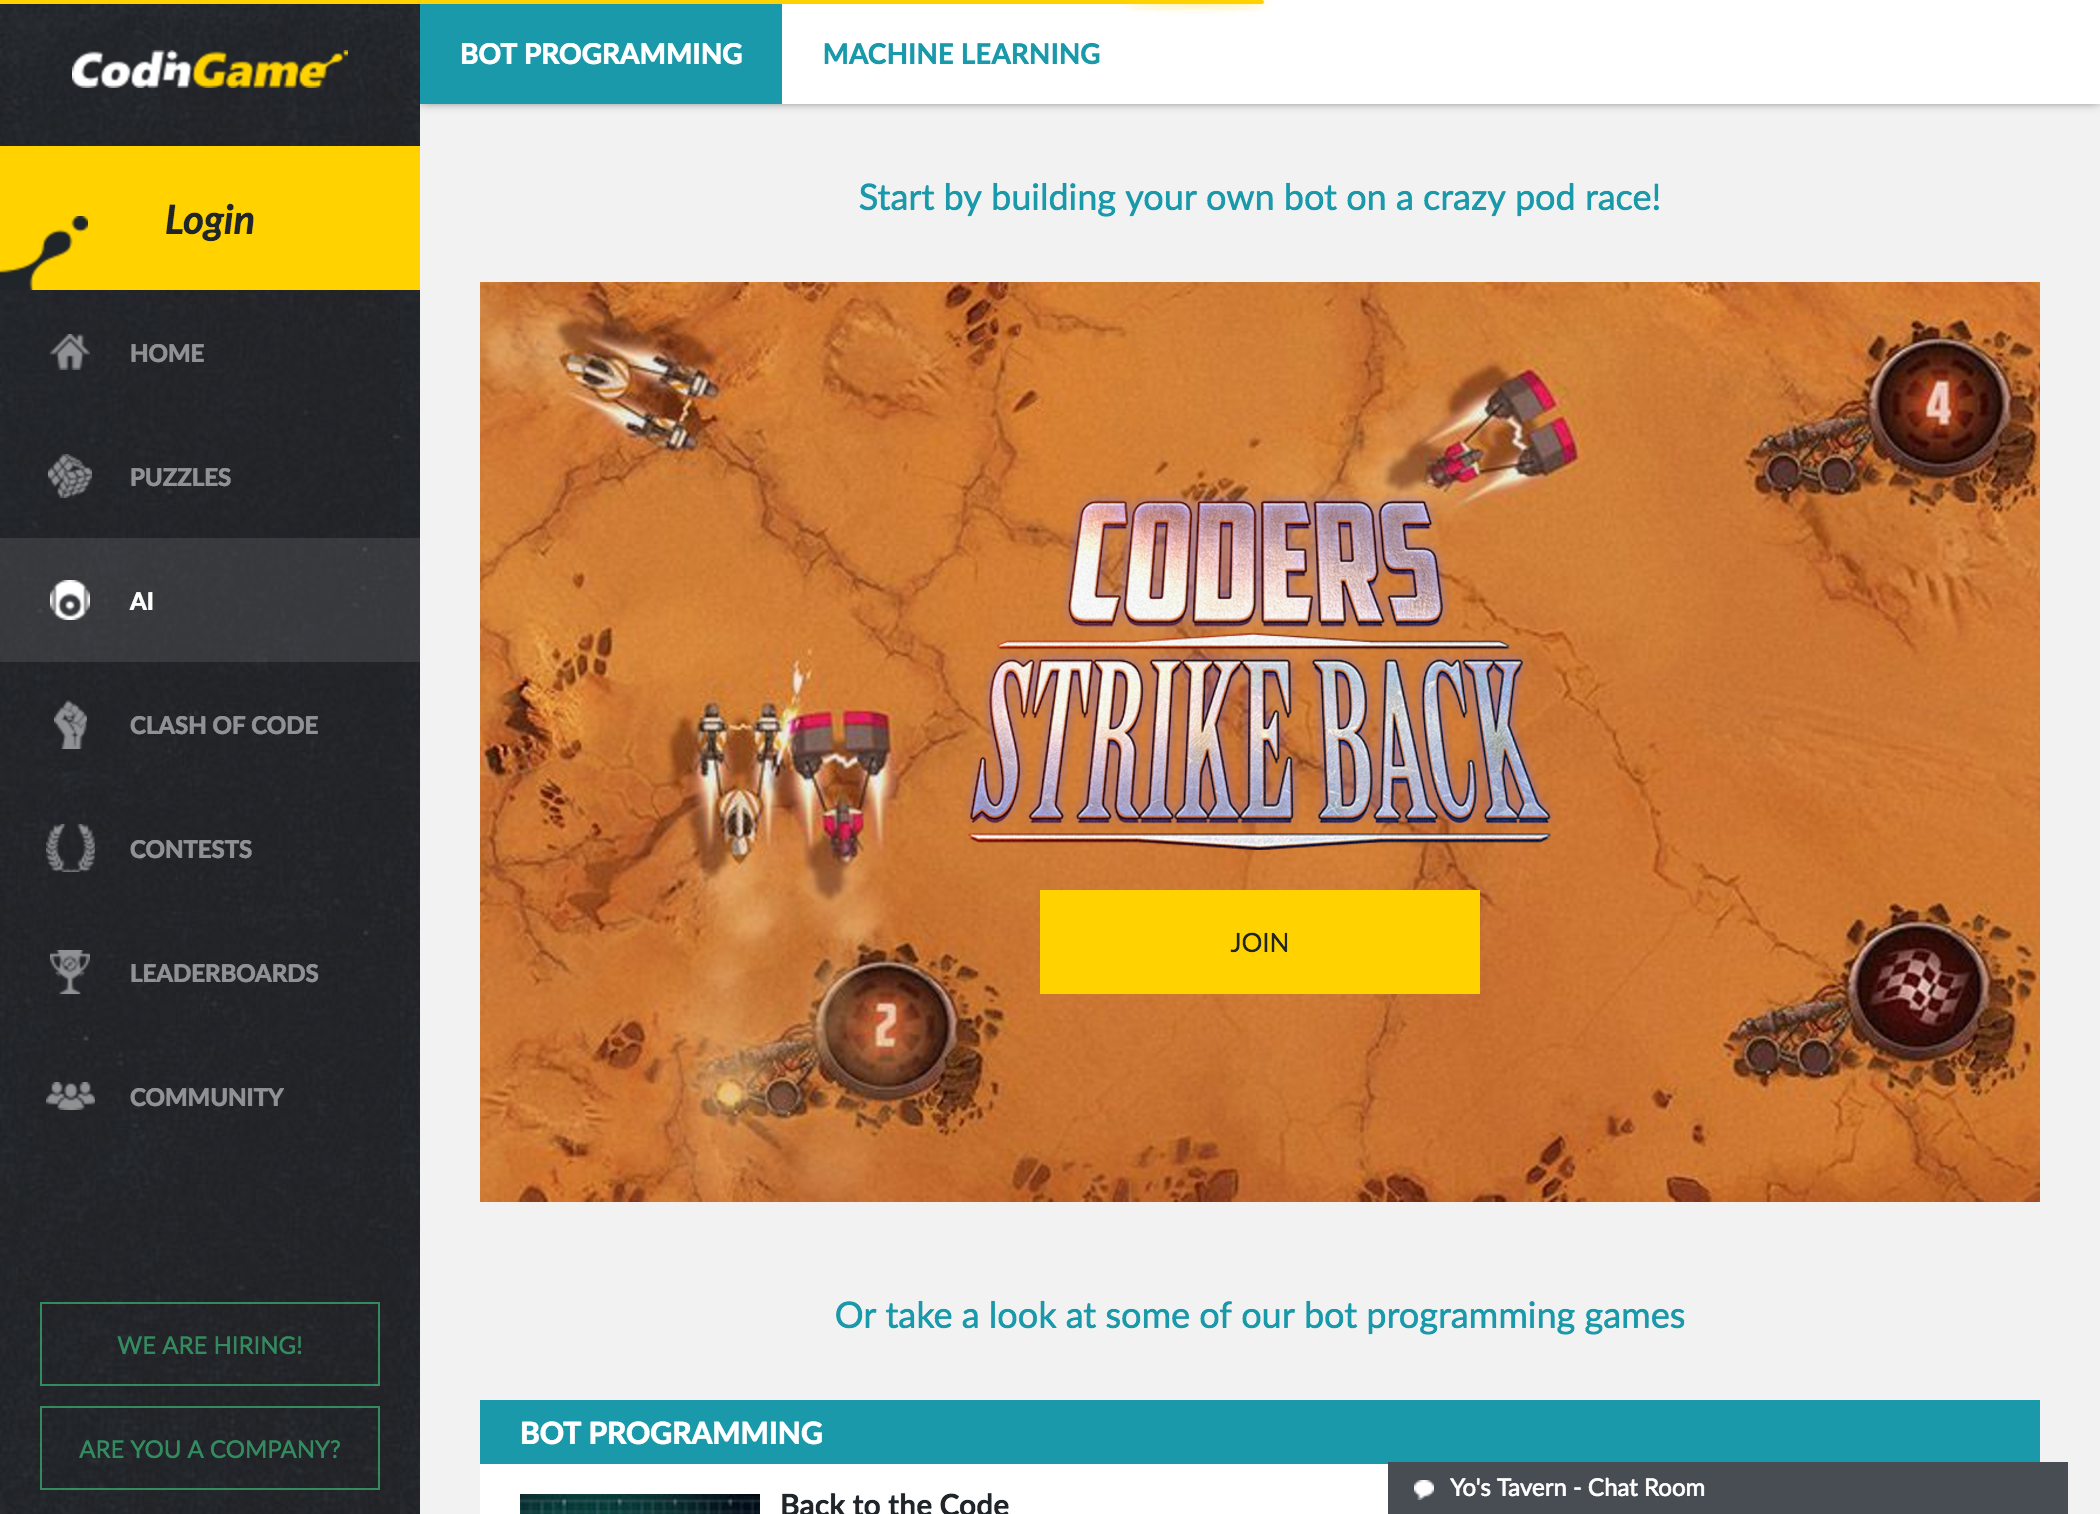 CodinGame
Login
HOME
PUZZLES
AI
CLASH OF CODE
CONTESTS
LEADERBOARDS
COMMUNITY
WE ARE HIRING!
ARE YOU A COMPANY?
BOT PROGRAMMING
MACHINE LEARNING
Start by building your own bot on a crazy pod race!
4
CODERS
STRIKE BACK
JOIN
2
Or take a look at some of our bot programming games
BOT PROGRAMMING
Back to the Code
Yo's Tavern - Chat Room